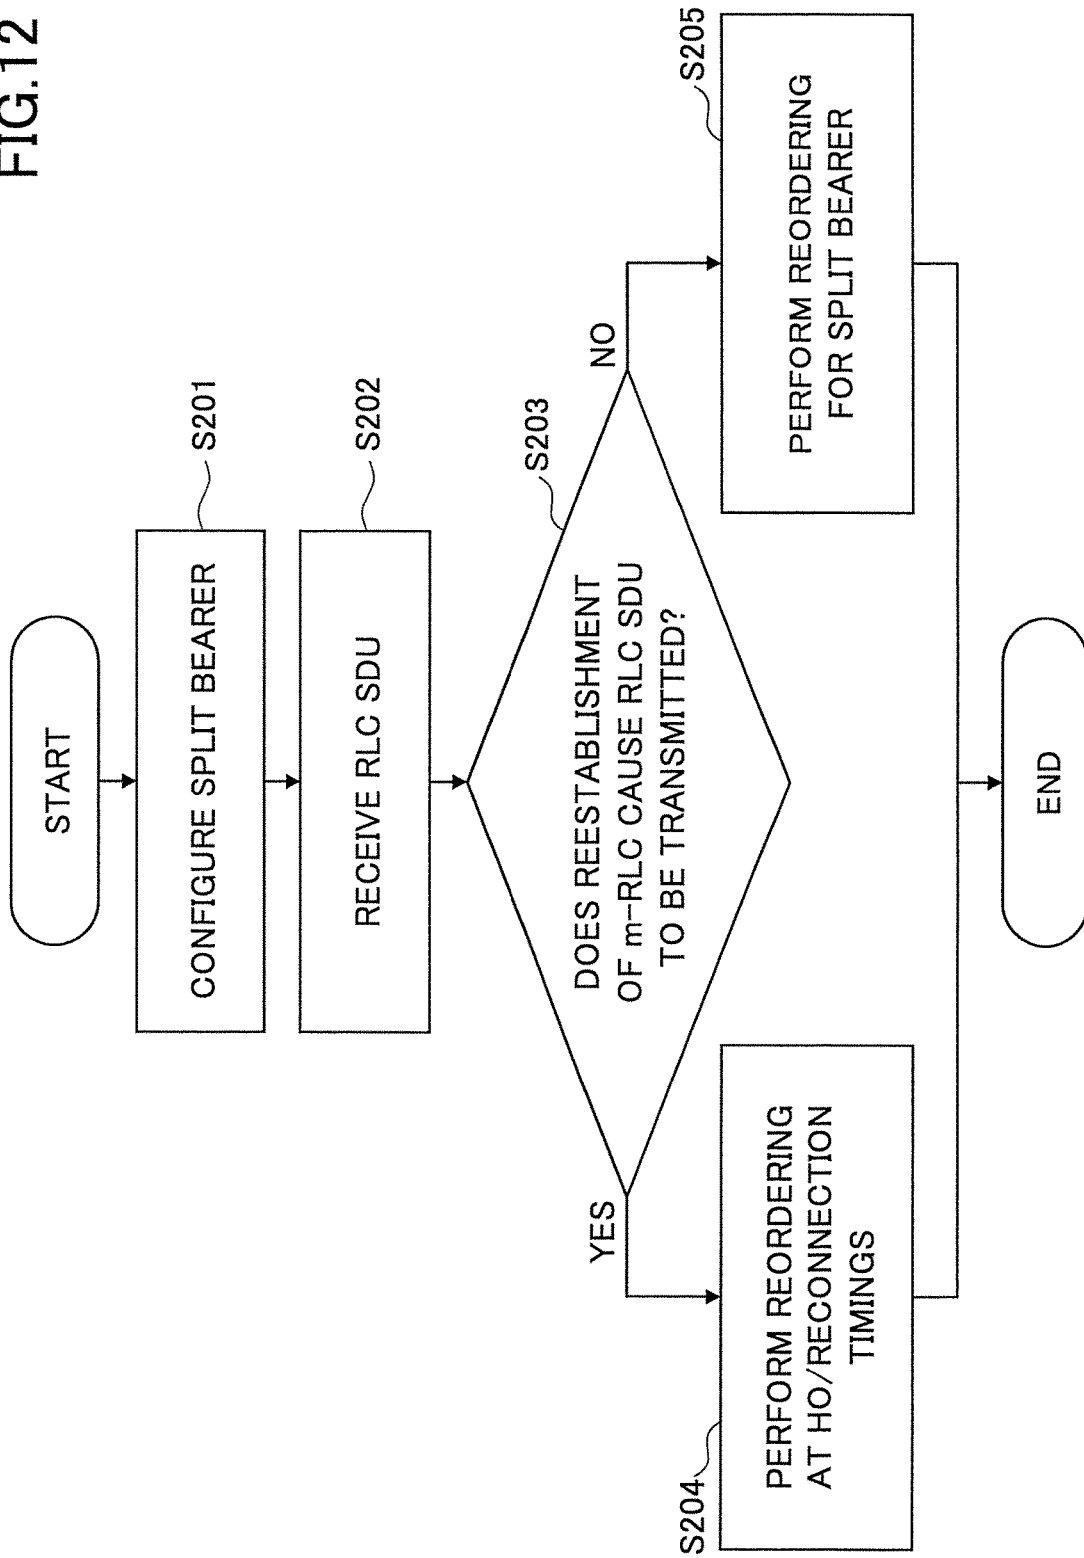 FIG.12
START
CONFIGURE SPLIT BEARER
S201
RECEIVE RLC SDU
S202
DOES REESTABLISHMENT
OF m-RLC CAUSE RLC SDU
TO BE TRANSMITTED?
S203
YES
NO
S204
PERFORM REORDERING
AT HO/RECONNECTION
TIMINGS
S205
PERFORM REORDERING
FOR SPLIT BEARER
END